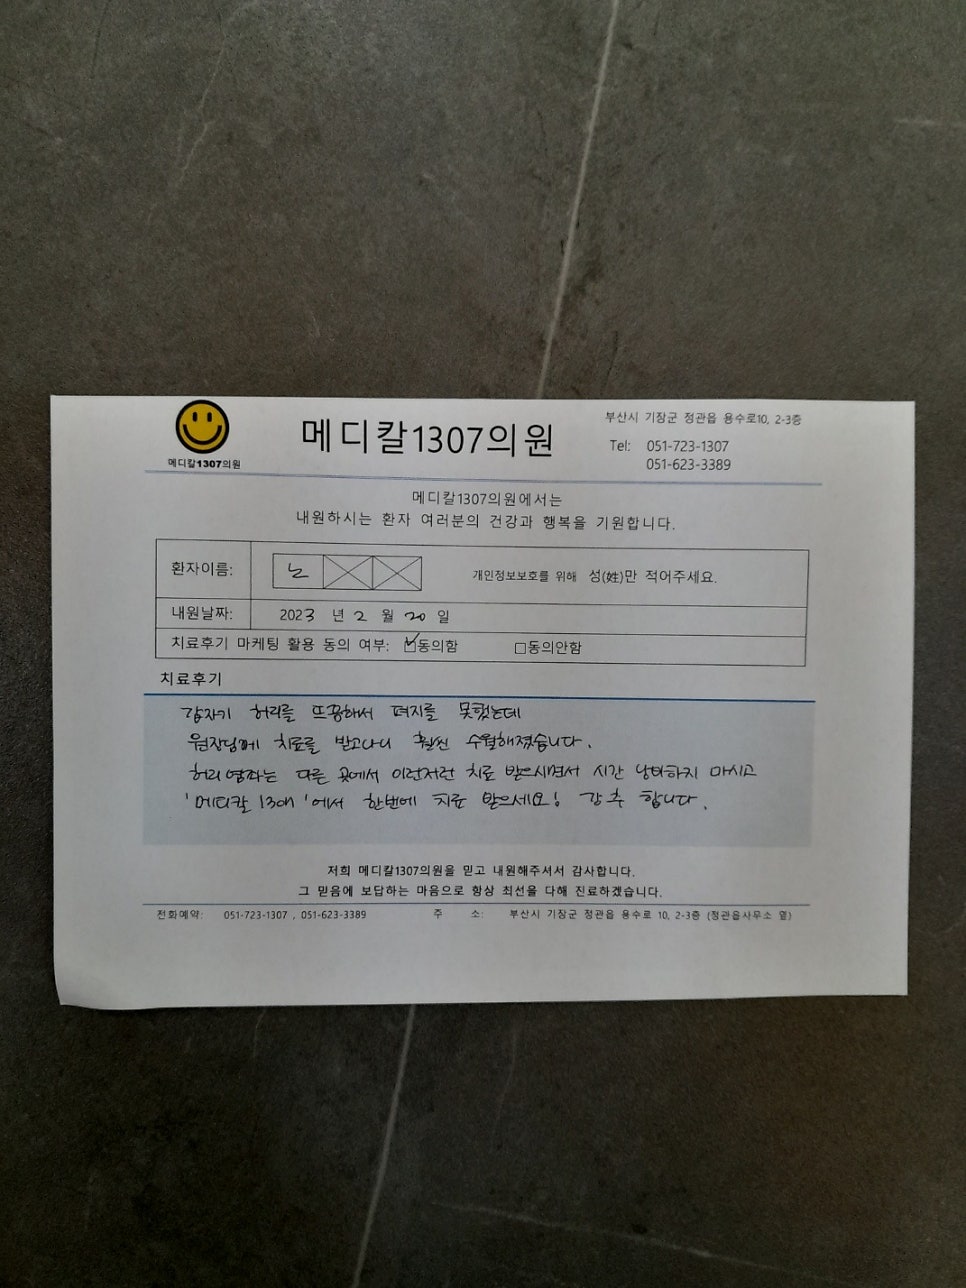 메디칼1307의원
메디칼1307의원
부산시 기장군 정관읍 용수로10, 2-3층
Tel: 051-723-1307
051-623-3389
메디칼1307의원에서는
내원하시는 환자 여러분의 건강과 행복을 기원합니다.
환자이름: 노 개인정보보호를 위해 성(姓)만 적어주세요.
내원날짜: 2023 년 2 월 20 일
치료후기 마케팅 활용 동의 여부: ☑동의함 □동의안함
치료후기
갑자기 허리를 뜨끔해서 펴지를 못했는데
원장님께 치료를 받고나니 훨씬 수월해졌습니다.
허리 염좌는 다른 곳에서 이런저런 치료 받으시면서 시간 낭비하지 마시고
'메디칼 1307'에서 한번에 치료 받으세요! 강추 합니다.
저희 메디칼1307의원을 믿고 내원해주셔서 감사합니다.
그 믿음에 보답하는 마음으로 항상 최선을 다해 진료하겠습니다.
전화예약: 051-723-1307 , 051-623-3389 주 소: 부산시 기장군 정관읍 용수로 10, 2-3층 (정관읍사무소 옆)